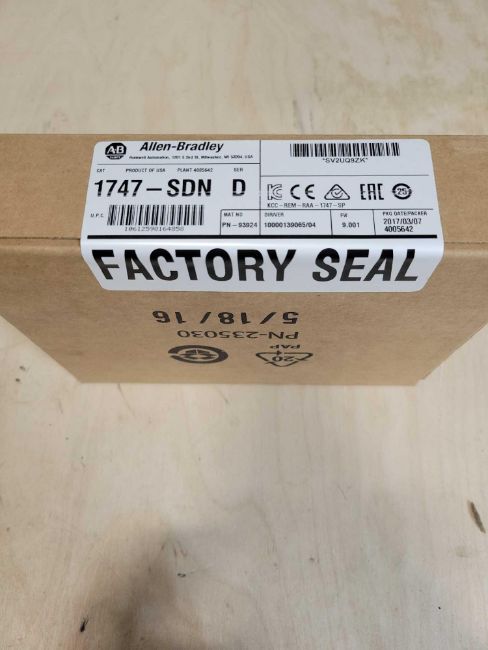 A-B
Allen-Bradley
Rockwell Automation, 1201 S 2nd St, Milwaukee, WI 53204 USA
*SV2UQ9ZK*
CAT PRODUCT OF USA PLANT 4005642 SER
1747-SDN D
KCC-REM-RAA-1747-SP
U.P.C.
10612598164858
MAT NO DRIVER FW PKG DATE/PACKER
PN-93924 10000139065/04 9.001 2017/03/07
4005642
FACTORY SEAL
5/18/16
PN-235030
PAP
20